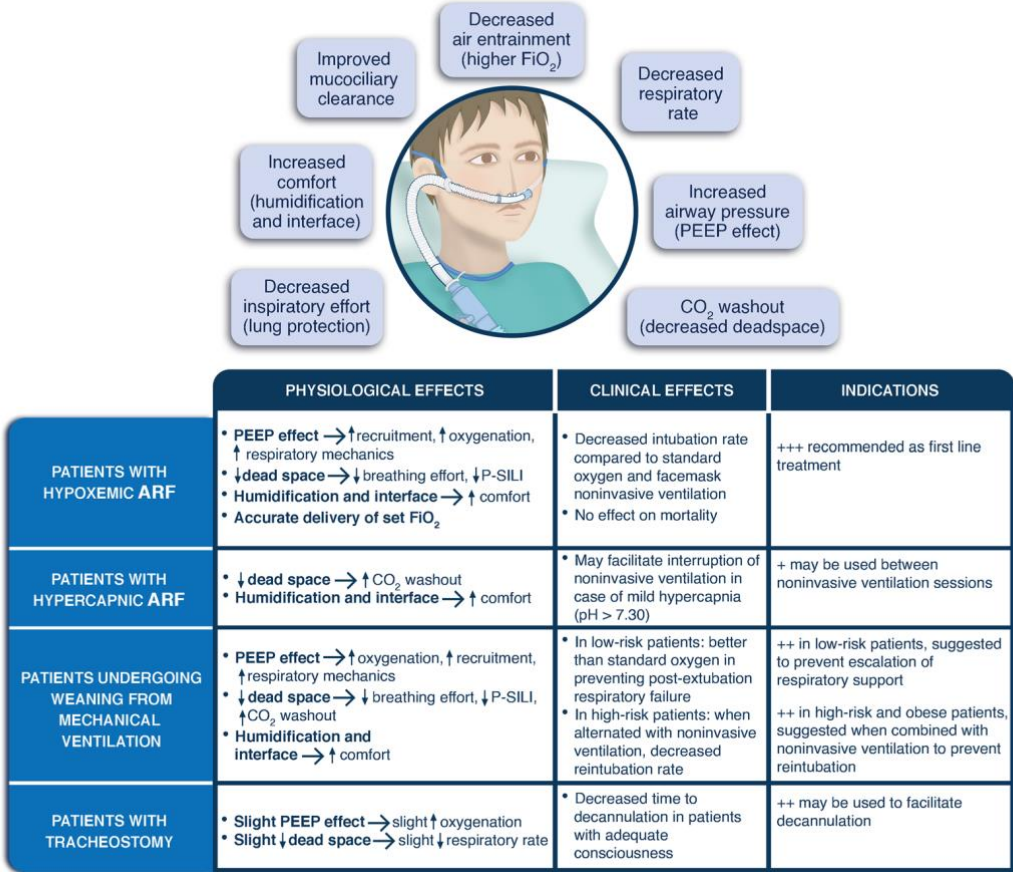 Decreased
air entrainment
(higher FiO₂)
Improved
mucociliary
clearance
Decreased
respiratory
rate
Increased
comfort
(humidification
and interface)
Increased
airway pressure
(PEEP effect)
Decreased
inspiratory effort
(lung protection)
CO₂ washout
(decreased deadspace)
PHYSIOLOGICAL EFFECTS
CLINICAL EFFECTS
INDICATIONS
PATIENTS WITH
HYPOXEMIC ARF
• PEEP effect → ↑ recruitment, ↑ oxygenation,
↑ respiratory mechanics
• ↓ dead space → ↓ breathing effort, ↓ P-SILI
• Humidification and interface → ↑ comfort
• Accurate delivery of set FiO₂
• Decreased intubation rate
compared to standard
oxygen and facemask
noninvasive ventilation
• No effect on mortality
+++ recommended as first line
treatment
PATIENTS WITH
HYPERCAPNIC ARF
• ↓ dead space → ↑ CO₂ washout
• Humidification and interface → ↑ comfort
• May facilitate interruption of
noninvasive ventilation in
case of mild hypercapnia
(pH > 7.30)
+ may be used between
noninvasive ventilation sessions
PATIENTS UNDERGOING
WEANING FROM
MECHANICAL
VENTILATION
• PEEP effect → ↑ oxygenation, ↑ recruitment,
↑ respiratory mechanics
• ↓ dead space → ↓ breathing effort, ↓ P-SILI,
↑ CO₂ washout
• Humidification and
interface → ↑ comfort
• In low-risk patients: better
than standard oxygen in
preventing post-extubation
respiratory failure
• In high-risk patients: when
alternated with noninvasive
ventilation, decreased
reintubation rate
++ in low-risk patients, suggested
to prevent escalation of
respiratory support
++ in high-risk and obese patients,
suggested when combined with
noninvasive ventilation to prevent
reintubation
PATIENTS WITH
TRACHEOSTOMY
• Slight PEEP effect → slight ↑ oxygenation
• Slight ↓ dead space → slight ↓ respiratory rate
• Decreased time to
decannulation in patients
with adequate
consciousness
++ may be used to facilitate
decannulation